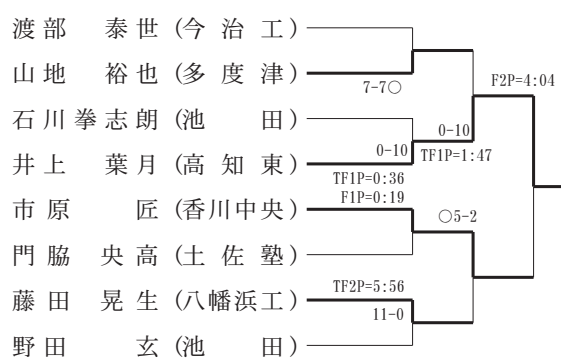 渡部 泰世 (今治工)
山地 裕也 (多度津)
7-7○
F2P=4:04
石川拳志朗 (池田)
0-10
井上 葉月 (高知東)
0-10
TF1P=1:47
TF1P=0:36
F1P=0:19
市原 匠 (香川中央)
○5-2
門脇 央高 (土佐塾)
TF2P=5:56
藤田 晃生 (八幡浜工)
11-0
野田 玄 (池田)